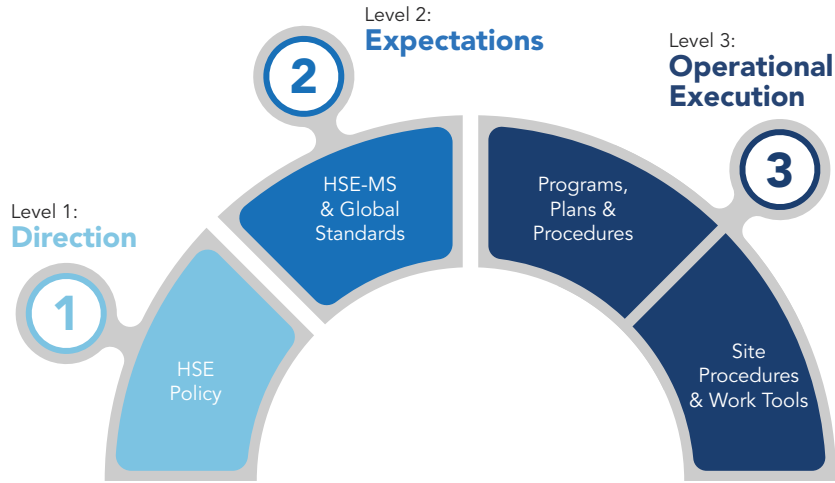 Level 1:
Direction
1
HSE
Policy
Level 2:
Expectations
2
HSE-MS
& Global
Standards
Level 3:
Operational
Execution
3
Programs,
Plans &
Procedures
Site
Procedures
& Work Tools